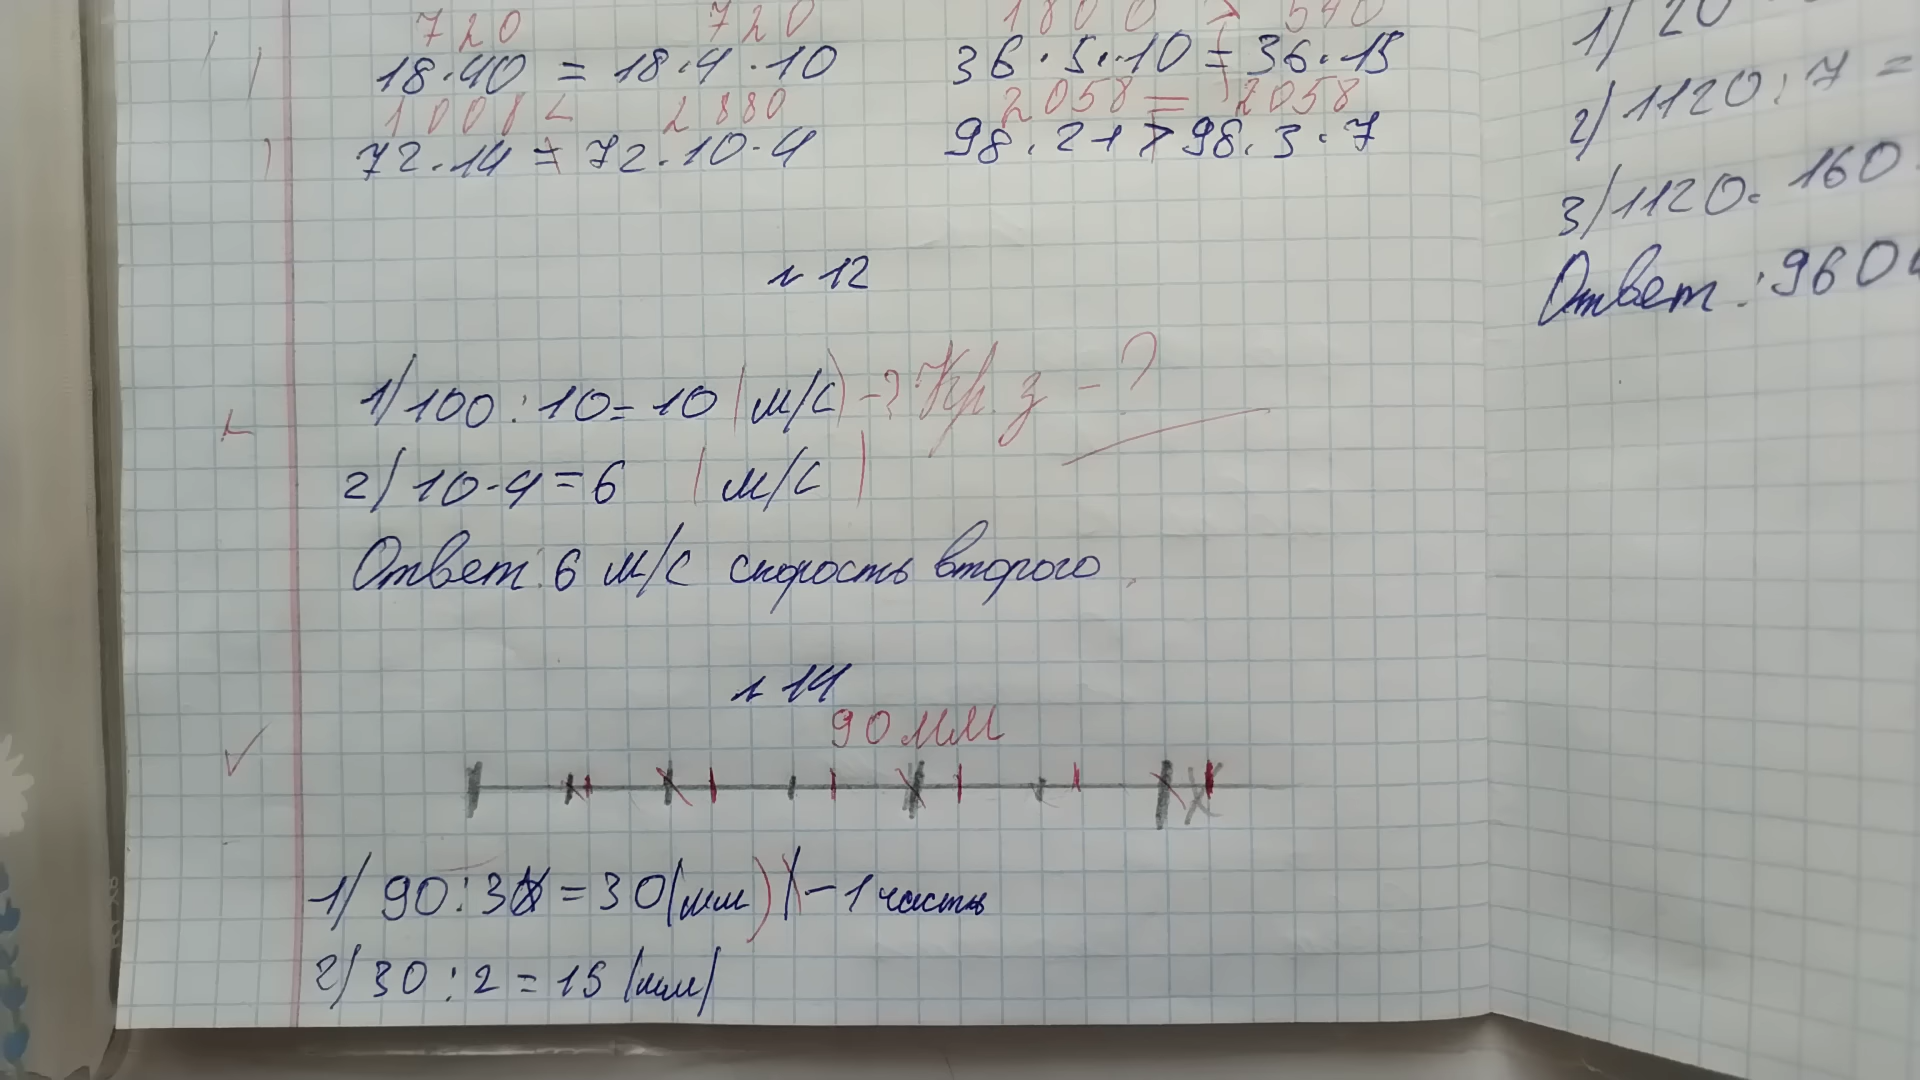 720 720 1800 > 540
18·40 = 18·4·10 36·5·10 = 36·15
1008 < 2880 2058 = 2058
72·14 = 72·10·4 98·21 > 98·3·7
№ 12
1) 100:10=10 (м/с) -? Кр. з - ?
2) 10-4=6 (м/с)
Ответ: 6 м/с скорость второго.
№ 14
90 мм
1) 90:3=30(мм) - 1 часть
2) 30:2=15 (мм)
1) 20
2) 1120:7=
3) 1120- 160
Ответ: 960